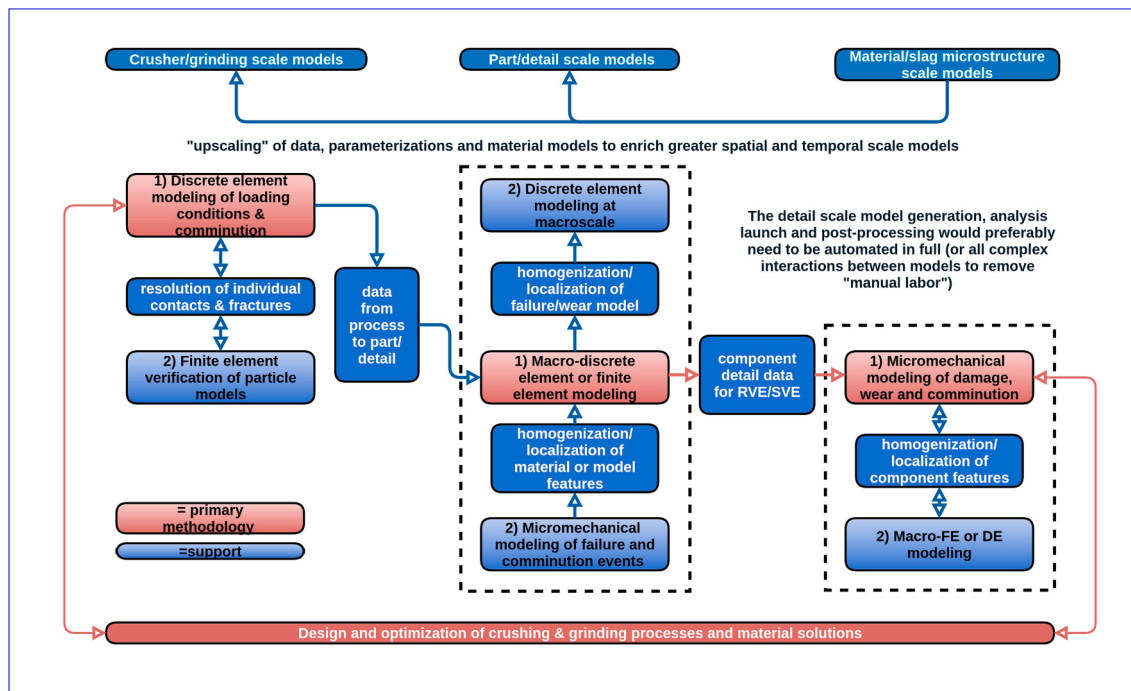 Crusher/grinding scale models
Part/detail scale models
Material/slag microstructure
scale models
"upscaling" of data, parameterizations and material models to enrich greater spatial and temporal scale models
1) Discrete element
modeling of loading
conditions &
comminution
resolution of individual
contacts & fractures
2) Finite element
verification of particle
models
data
from
process
to part/
detail
2) Discrete element
modeling at
macroscale
homogenization/
localization of
failure/wear model
1) Macro-discrete
element or finite
element modeling
homogenization/
localization of
material or model
features
2) Micromechanical
modeling of failure and
comminution events
component
detail data
for RVE/SVE
The detail scale model generation, analysis
launch and post-processing would preferably
need to be automated in full (or all complex
interactions between models to remove
"manual labor")
1) Micromechanical
modeling of damage,
wear and comminution
homogenization/
localization of
component features
2) Macro-FE or DE
modeling
= primary
methodology
=support
Design and optimization of crushing & grinding processes and material solutions